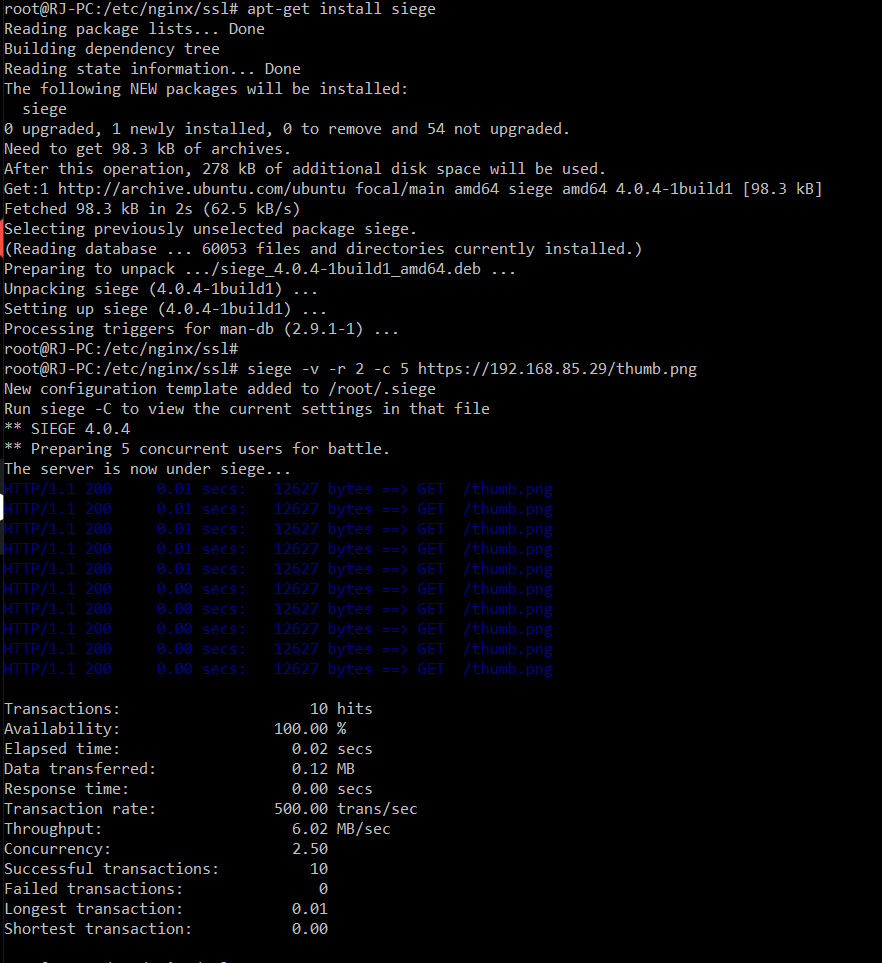 root@RJ-PC:/etc/nginx/ssl# apt-get install siege
Reading package lists... Done
Building dependency tree
Reading state information... Done
The following NEW packages will be installed:
  siege
0 upgraded, 1 newly installed, 0 to remove and 54 not upgraded.
Need to get 98.3 kB of archives.
After this operation, 278 kB of additional disk space will be used.
Get:1 http://archive.ubuntu.com/ubuntu focal/main amd64 siege amd64 4.0.4-1build1 [98.3 kB]
Fetched 98.3 kB in 2s (62.5 kB/s)
Selecting previously unselected package siege.
(Reading database ... 60053 files and directories currently installed.)
Preparing to unpack .../siege_4.0.4-1build1_amd64.deb ...
Unpacking siege (4.0.4-1build1) ...
Setting up siege (4.0.4-1build1) ...
Processing triggers for man-db (2.9.1-1) ...
root@RJ-PC:/etc/nginx/ssl#
root@RJ-PC:/etc/nginx/ssl# siege -v -r 2 -c 5 https://192.168.85.29/thumb.png
New configuration template added to /root/.siege
Run siege -C to view the current settings in that file
** SIEGE 4.0.4
** Preparing 5 concurrent users for battle.
The server is now under siege...
HTTP/1.1 200     0.01 secs:   12627 bytes ==> GET  /thumb.png
HTTP/1.1 200     0.01 secs:   12627 bytes ==> GET  /thumb.png
HTTP/1.1 200     0.01 secs:   12627 bytes ==> GET  /thumb.png
HTTP/1.1 200     0.01 secs:   12627 bytes ==> GET  /thumb.png
HTTP/1.1 200     0.01 secs:   12627 bytes ==> GET  /thumb.png
HTTP/1.1 200     0.00 secs:   12627 bytes ==> GET  /thumb.png
HTTP/1.1 200     0.00 secs:   12627 bytes ==> GET  /thumb.png
HTTP/1.1 200     0.00 secs:   12627 bytes ==> GET  /thumb.png
HTTP/1.1 200     0.00 secs:   12627 bytes ==> GET  /thumb.png
HTTP/1.1 200     0.00 secs:   12627 bytes ==> GET  /thumb.png
Transactions:                     10 hits
Availability:                 100.00 %
Elapsed time:                   0.02 secs
Data transferred:               0.12 MB
Response time:                  0.00 secs
Transaction rate:             500.00 trans/sec
Throughput:                     6.02 MB/sec
Concurrency:                    2.50
Successful transactions:          10
Failed transactions:               0
Longest transaction:            0.01
Shortest transaction:           0.00